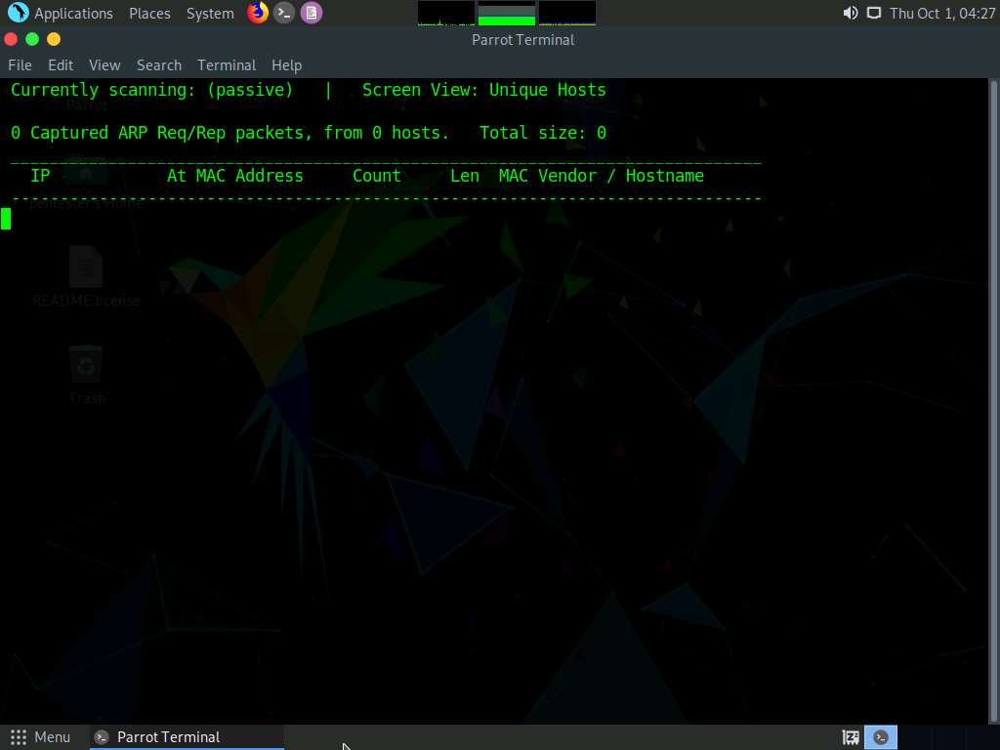 Applications Places System Thu Oct 1, 04:27
Parrot Terminal
File Edit View Search Terminal Help
Currently scanning: (passive) | Screen View: Unique Hosts
Parrot
0 Captured ARP Req/Rep packets, from 0 hosts. Total size: 0
_____________________________________________________________________________
IP At MAC Address Count Len MAC Vendor / Hostname
-----------------------------------------------------------------------------
pentester's Home
README.license
Trash
Menu Parrot Terminal